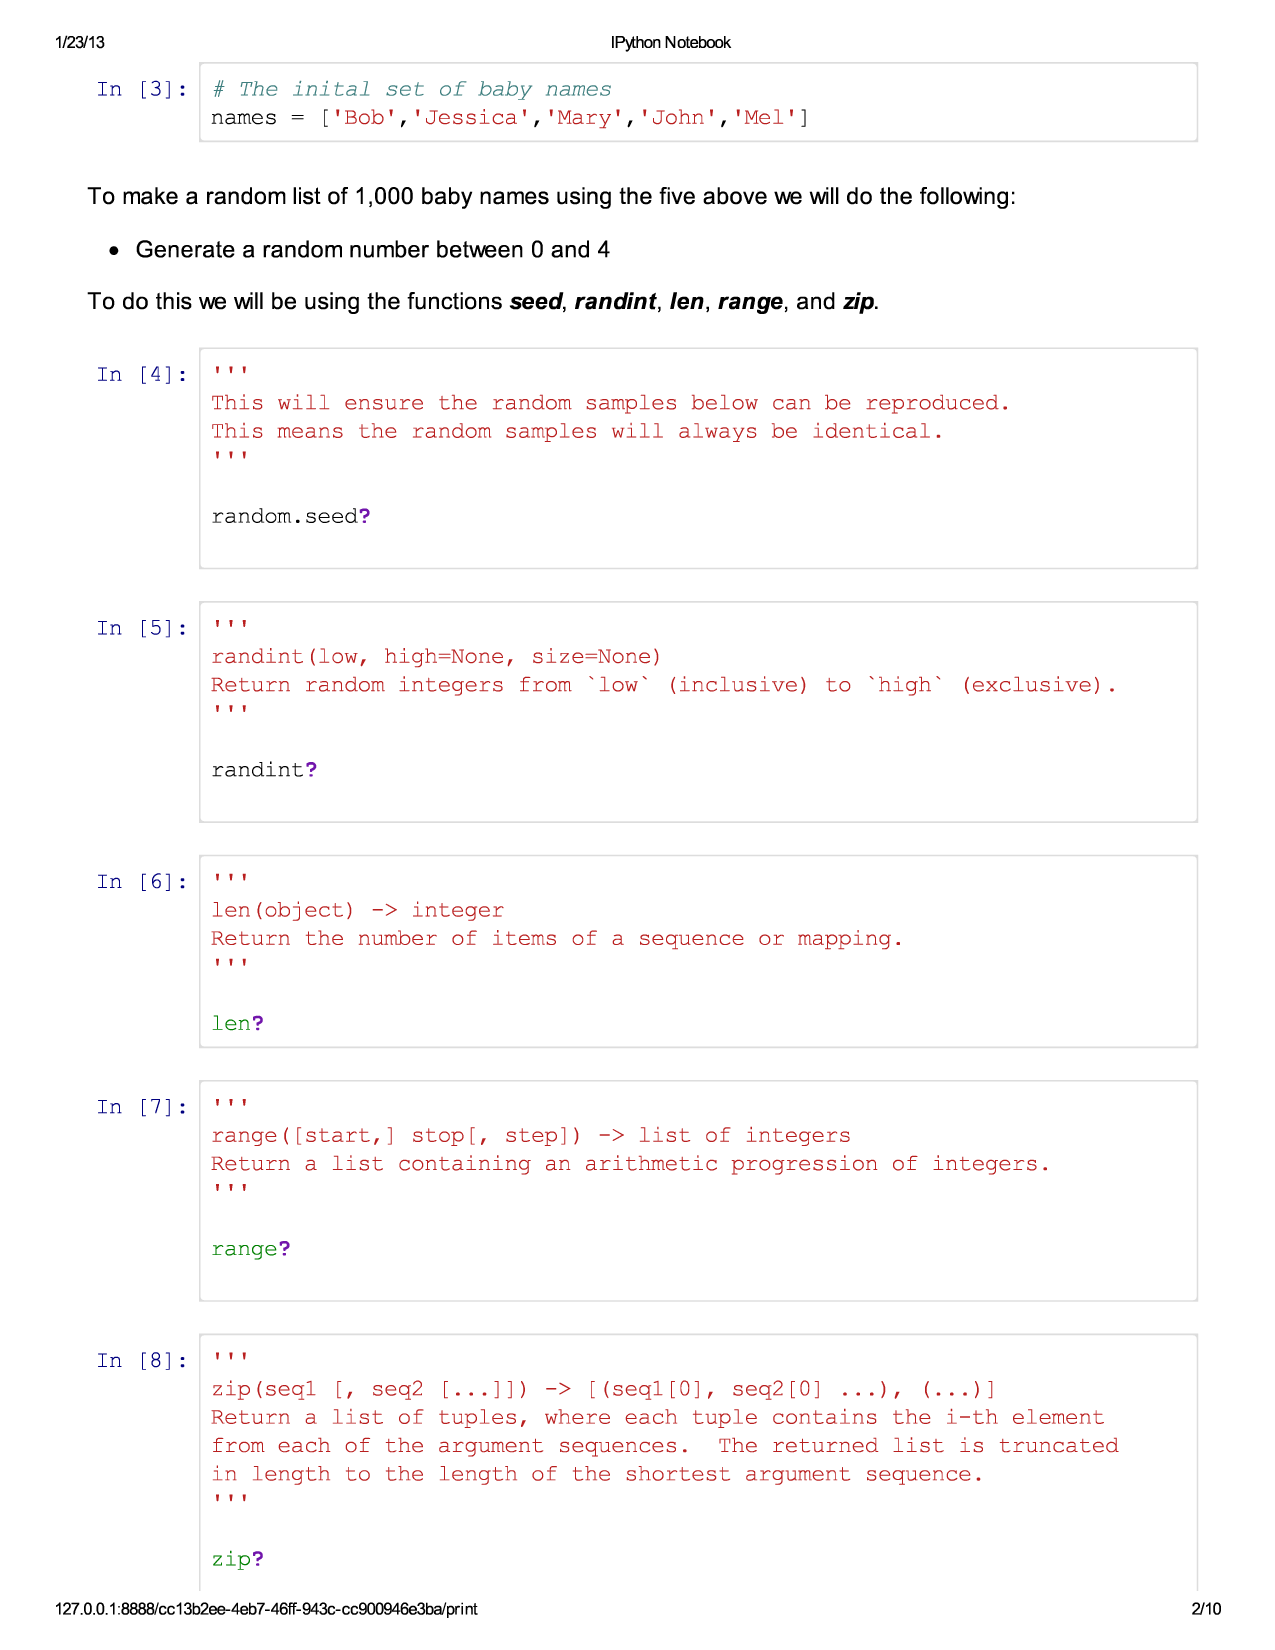 1/23/13 IPython Notebook
In [3]: # The inital set of baby names
names = ['Bob','Jessica','Mary','John','Mel']
To make a random list of 1,000 baby names using the five above we will do the following:
• Generate a random number between 0 and 4
To do this we will be using the functions seed, randint, len, range, and zip.
In [4]: '''
This will ensure the random samples below can be reproduced.
This means the random samples will always be identical.
'''
random.seed?
In [5]: '''
randint(low, high=None, size=None)
Return random integers from `low` (inclusive) to `high` (exclusive).
'''
randint?
In [6]: '''
len(object) -> integer
Return the number of items of a sequence or mapping.
'''
len?
In [7]: '''
range([start,] stop[, step]) -> list of integers
Return a list containing an arithmetic progression of integers.
'''
range?
In [8]: '''
zip(seq1 [, seq2 [...]]) -> [(seq1[0], seq2[0] ...), (...)]
Return a list of tuples, where each tuple contains the i-th element
from each of the argument sequences.  The returned list is truncated
in length to the length of the shortest argument sequence.
'''
zip?
127.0.0.1:8888/cc13b2ee-4eb7-46ff-943c-cc900946e3ba/print 2/10